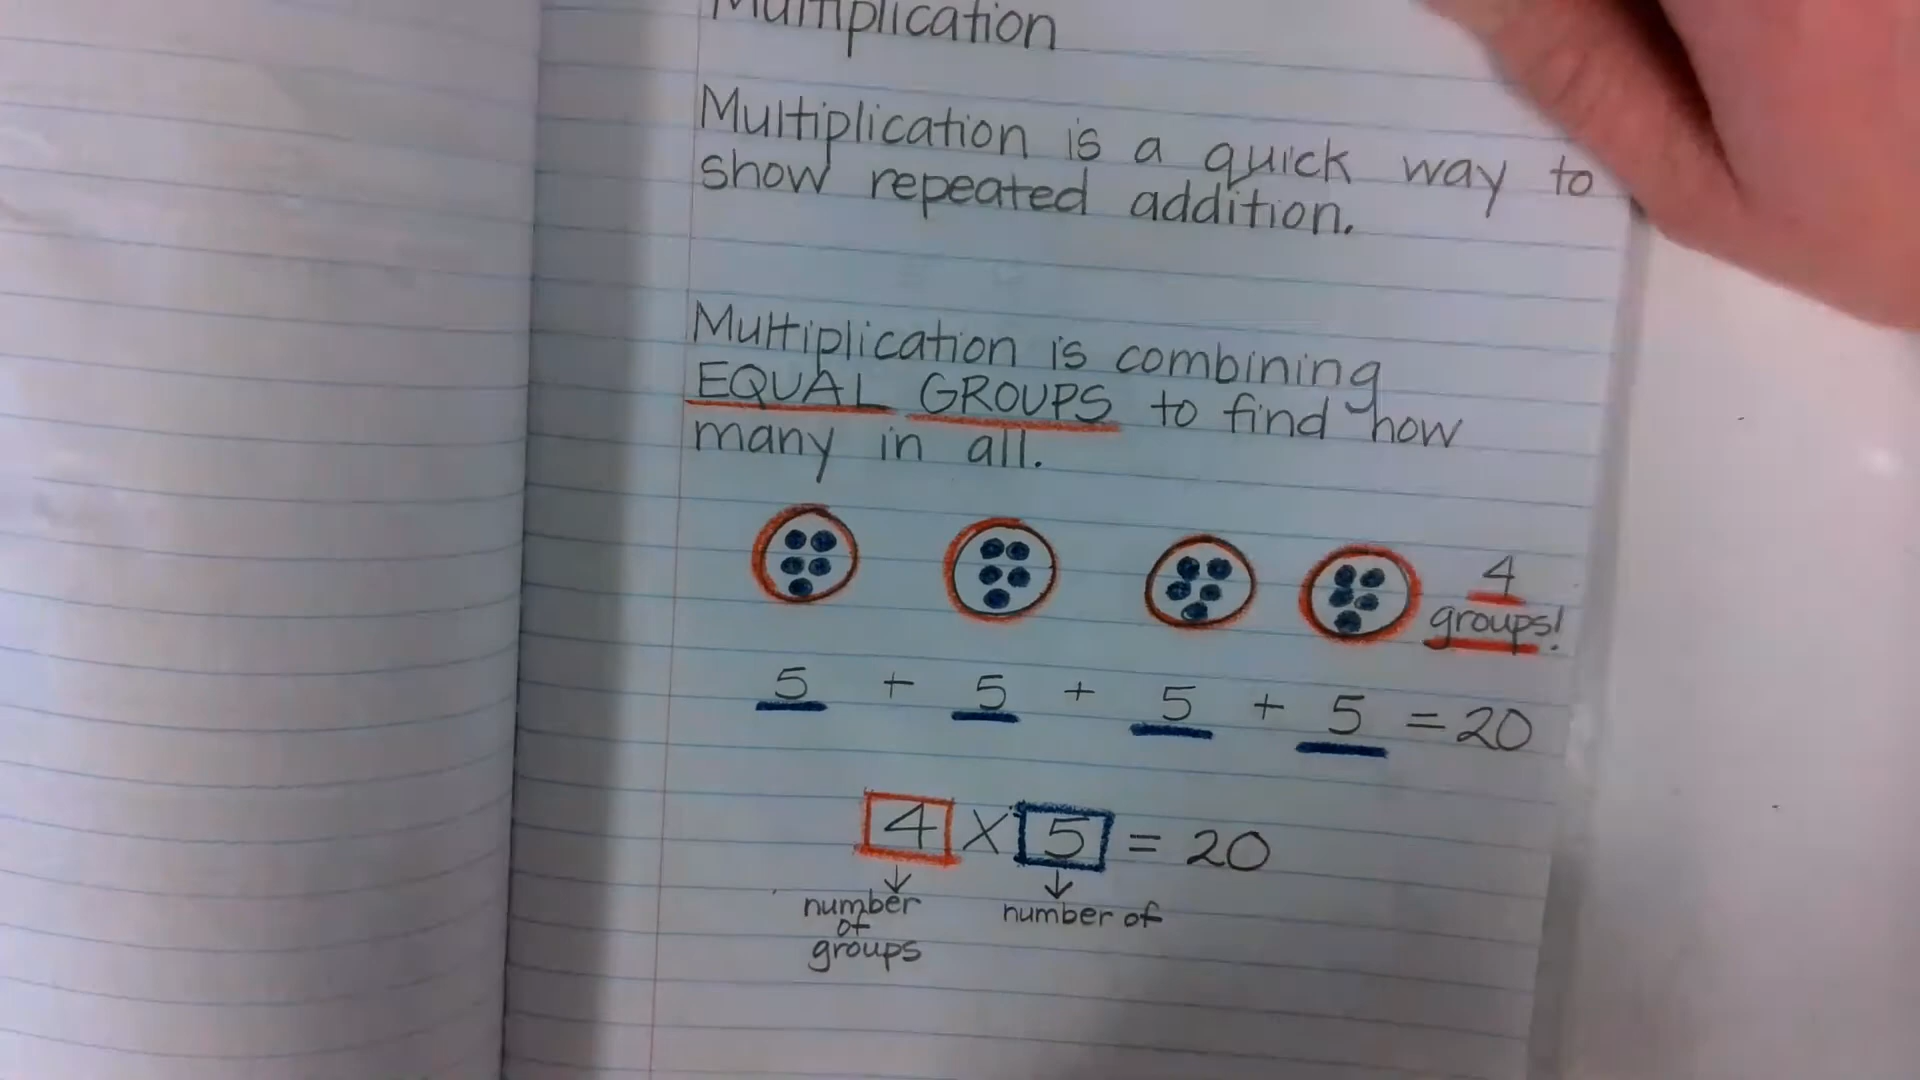 Multiplication
Multiplication is a quick way to
show repeated addition.
Multiplication is combining
EQUAL GROUPS to find how
many in all.
4
groups!
5 + 5 + 5 + 5 = 20
4 X 5 = 20
number number of
of
groups